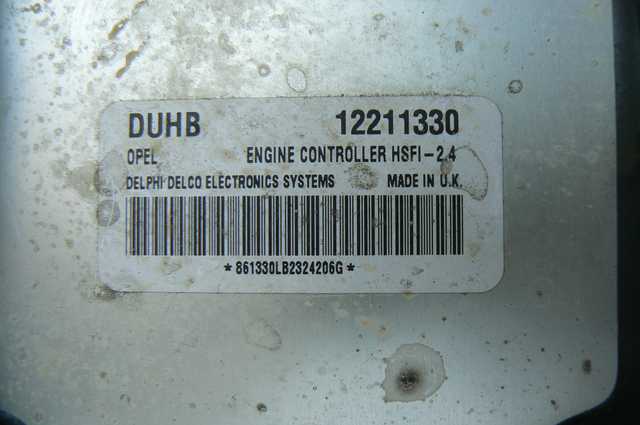 DUHB 12211330
OPEL ENGINE CONTROLLER HSFI-2.4
DELPHI DELCO ELECTRONICS SYSTEMS MADE IN U.K.
*861330LB2324206G*